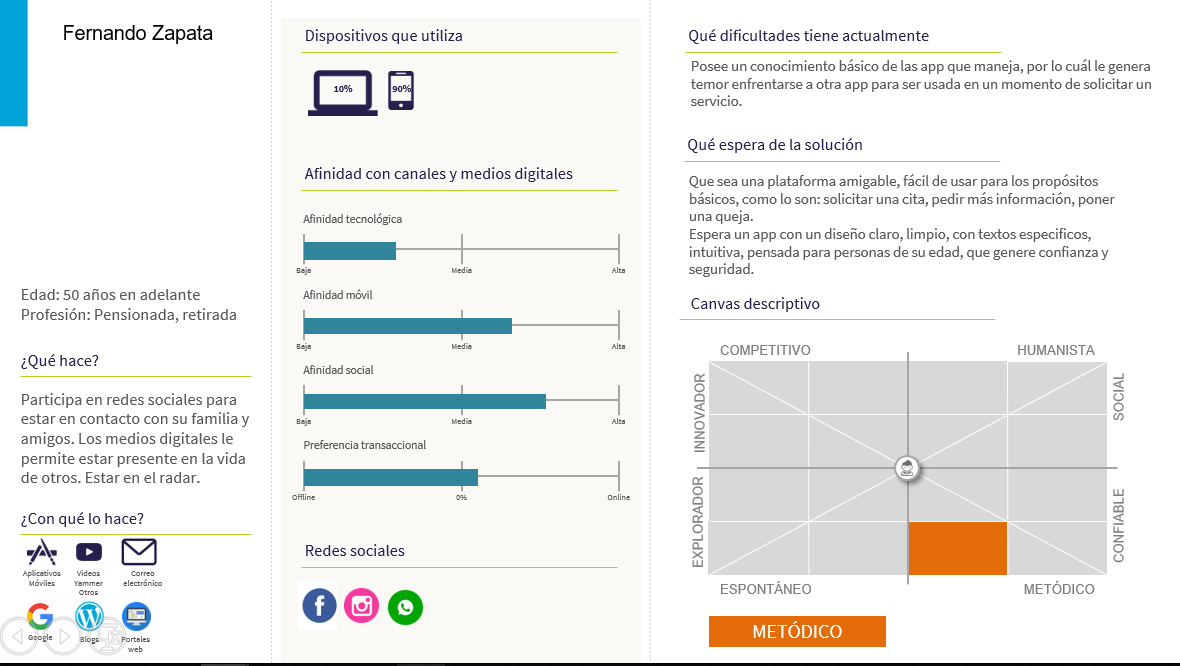 Fernando Zapata
Edad: 50 años en adelante
Profesión: Pensionada, retirada
¿Qué hace?
Participa en redes sociales para
estar en contacto con su familia y
amigos. Los medios digitales le
permite estar presente en la vida
de otros. Estar en el radar.
¿Con qué lo hace?
Aplicativos
Móviles
Videos
Yammer
Otros
Correo
electrónico
Google
Blogs
Portales
web
Dispositivos que utiliza
10%
90%
Afinidad con canales y medios digitales
Afinidad tecnológica
Baja
Media
Alta
Afinidad móvil
Baja
Media
Alta
Afinidad social
Baja
Media
Alta
Preferencia transaccional
Offline
0%
Online
Redes sociales
Qué dificultades tiene actualmente
Posee un conocimiento básico de las app que maneja, por lo cuál le genera
temor enfrentarse a otra app para ser usada en un momento de solicitar un
servicio.
Qué espera de la solución
Que sea una plataforma amigable, fácil de usar para los propósitos
básicos, como lo son: solicitar una cita, pedir más información, poner
una queja.
Espera un app con un diseño claro, limpio, con textos especificos,
intuitiva, pensada para personas de su edad, que genere confianza y
seguridad.
Canvas descriptivo
COMPETITIVO
HUMANISTA
INNOVADOR
SOCIAL
EXPLORADOR
CONFIABLE
ESPONTÁNEO
METÓDICO
METÓDICO